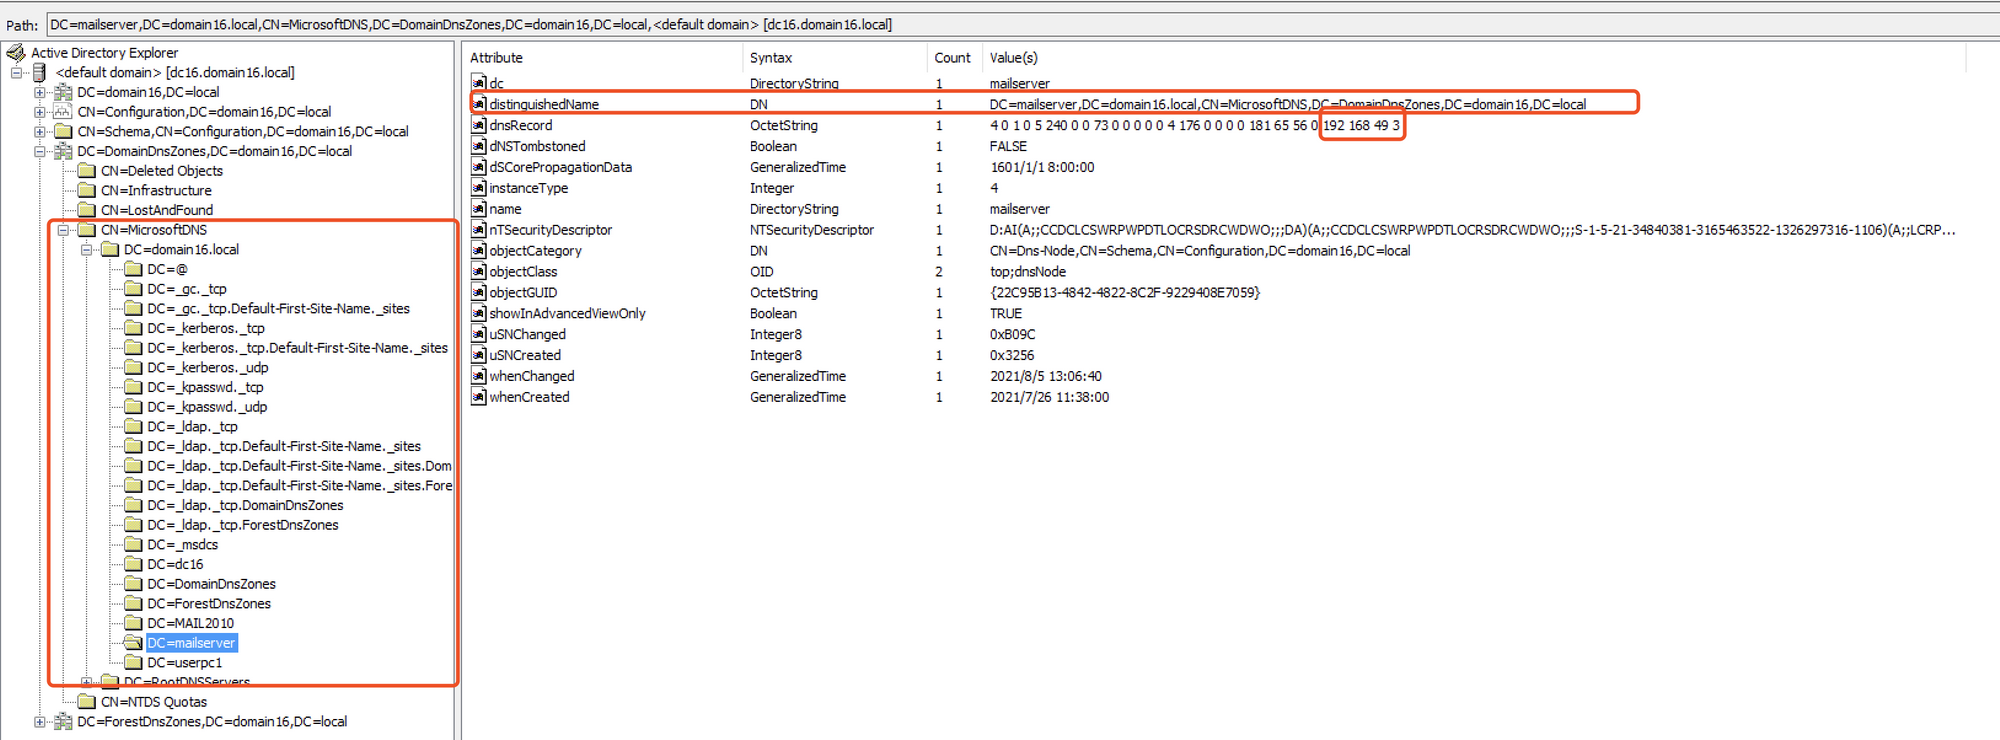 Path: DC=mailserver,DC=domain16.local,CN=MicrosoftDNS,DC=DomainDnsZones,DC=domain16,DC=local,<default domain> [dc16.domain16.local]
Active Directory Explorer
<default domain> [dc16.domain16.local]
DC=domain16,DC=local
CN=Configuration,DC=domain16,DC=local
CN=Schema,CN=Configuration,DC=domain16,DC=local
DC=DomainDnsZones,DC=domain16,DC=local
CN=Deleted Objects
CN=Infrastructure
CN=LostAndFound
CN=MicrosoftDNS
DC=domain16.local
DC=@
DC=_gc._tcp
DC=_gc._tcp.Default-First-Site-Name._sites
DC=_kerberos._tcp
DC=_kerberos._tcp.Default-First-Site-Name._sites
DC=_kerberos._udp
DC=_kpasswd._tcp
DC=_kpasswd._udp
DC=_ldap._tcp
DC=_ldap._tcp.Default-First-Site-Name._sites
DC=_ldap._tcp.Default-First-Site-Name._sites.Dom
DC=_ldap._tcp.Default-First-Site-Name._sites.Fore
DC=_ldap._tcp.DomainDnsZones
DC=_ldap._tcp.ForestDnsZones
DC=_msdcs
DC=dc16
DC=DomainDnsZones
DC=ForestDnsZones
DC=MAIL2010
DC=mailserver
DC=userpc1
DC=RootDNSServers
CN=NTDS Quotas
DC=ForestDnsZones,DC=domain16,DC=local
Attribute Syntax Count Value(s)
dc DirectoryString 1 mailserver
distinguishedName DN 1 DC=mailserver,DC=domain16.local,CN=MicrosoftDNS,DC=DomainDnsZones,DC=domain16,DC=local
dnsRecord OctetString 1 4 0 1 0 5 240 0 0 73 0 0 0 0 0 4 176 0 0 0 0 181 65 56 0 192 168 49 3
dNSTombstoned Boolean 1 FALSE
dSCorePropagationData GeneralizedTime 1 1601/1/1 8:00:00
instanceType Integer 1 4
name DirectoryString 1 mailserver
nTSecurityDescriptor NTSecurityDescriptor 1 D:AI(A;;CCDCLCSWRPWPDTLOCRSDRCWDWO;;;DA)(A;;CCDCLCSWRPWPDTLOCRSDRCWDWO;;;S-1-5-21-34840381-3165463522-1326297316-1106)(A;;LCRP...
objectCategory DN 1 CN=Dns-Node,CN=Schema,CN=Configuration,DC=domain16,DC=local
objectClass OID 2 top;dnsNode
objectGUID OctetString 1 {22C95B13-4842-4822-8C2F-9229408E7059}
showInAdvancedViewOnly Boolean 1 TRUE
uSNChanged Integer8 1 0xB09C
uSNCreated Integer8 1 0x3256
whenChanged GeneralizedTime 1 2021/8/5 13:06:40
whenCreated GeneralizedTime 1 2021/7/26 11:38:00